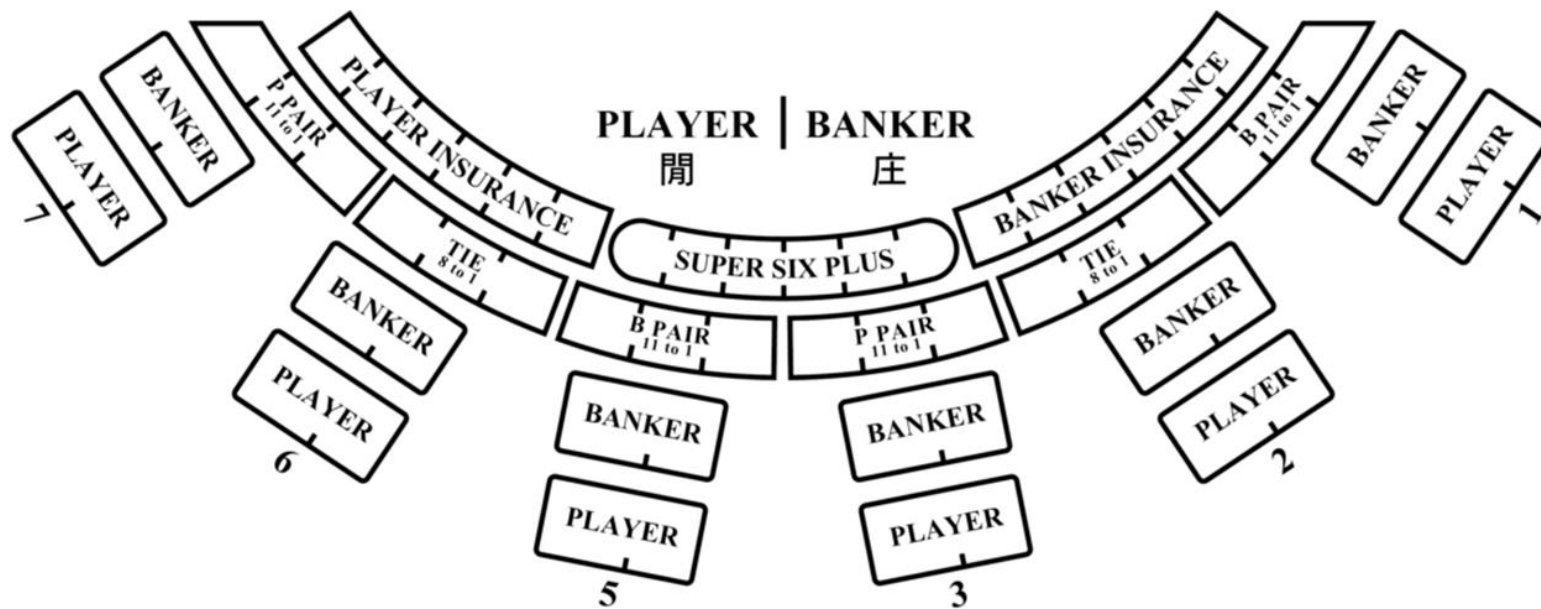 PLAYER | BANKER
閒 庄
PLAYER INSURANCE
BANKER INSURANCE
SUPER SIX PLUS
P PAIR
11 to 1
TIE
8 to 1
B PAIR
11 to 1
P PAIR
11 to 1
TIE
8 to 1
B PAIR
11 to 1
BANKER
PLAYER
7
BANKER
PLAYER
6
BANKER
PLAYER
5
BANKER
PLAYER
3
BANKER
PLAYER
2
BANKER
PLAYER
1